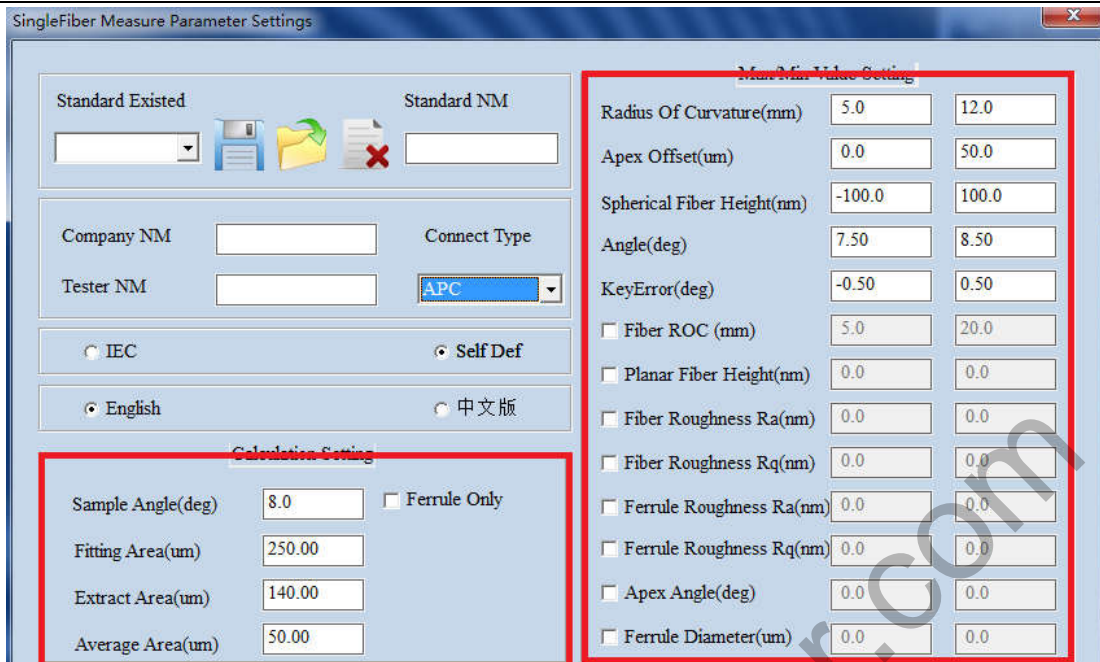 SingleFiber Measure Parameter Settings
x
Standard Existed
Standard NM
Company NM
Connect Type
Tester NM
APC
IEC
Self Def
English
中文版
Calculation Setting
Sample Angle(deg) 8.0
Ferrule Only
Fitting Area(um) 250.00
Extract Area(um) 140.00
Average Area(um) 50.00
Max/Min Value Setting
Radius Of Curvature(mm) 5.0 12.0
Apex Offset(um) 0.0 50.0
Spherical Fiber Height(nm) -100.0 100.0
Angle(deg) 7.50 8.50
KeyError(deg) -0.50 0.50
Fiber ROC (mm) 5.0 20.0
Planar Fiber Height(nm) 0.0 0.0
Fiber Roughness Ra(nm) 0.0 0.0
Fiber Roughness Rq(nm) 0.0 0.0
Ferrule Roughness Ra(nm) 0.0 0.0
Ferrule Roughness Rq(nm) 0.0 0.0
Apex Angle(deg) 0.0 0.0
Ferrule Diameter(um) 0.0 0.0
r.com